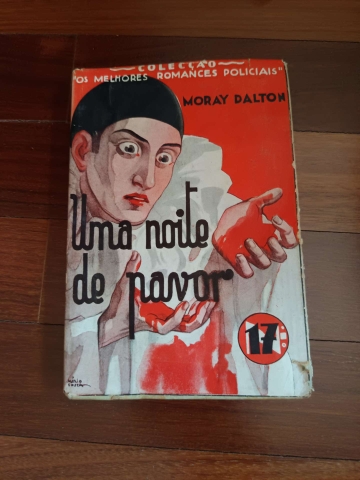 COLECÇÃO
"OS MELHORES ROMANCES POLICIAIS"
MORAY DALTON
Uma noite
de pavor
17